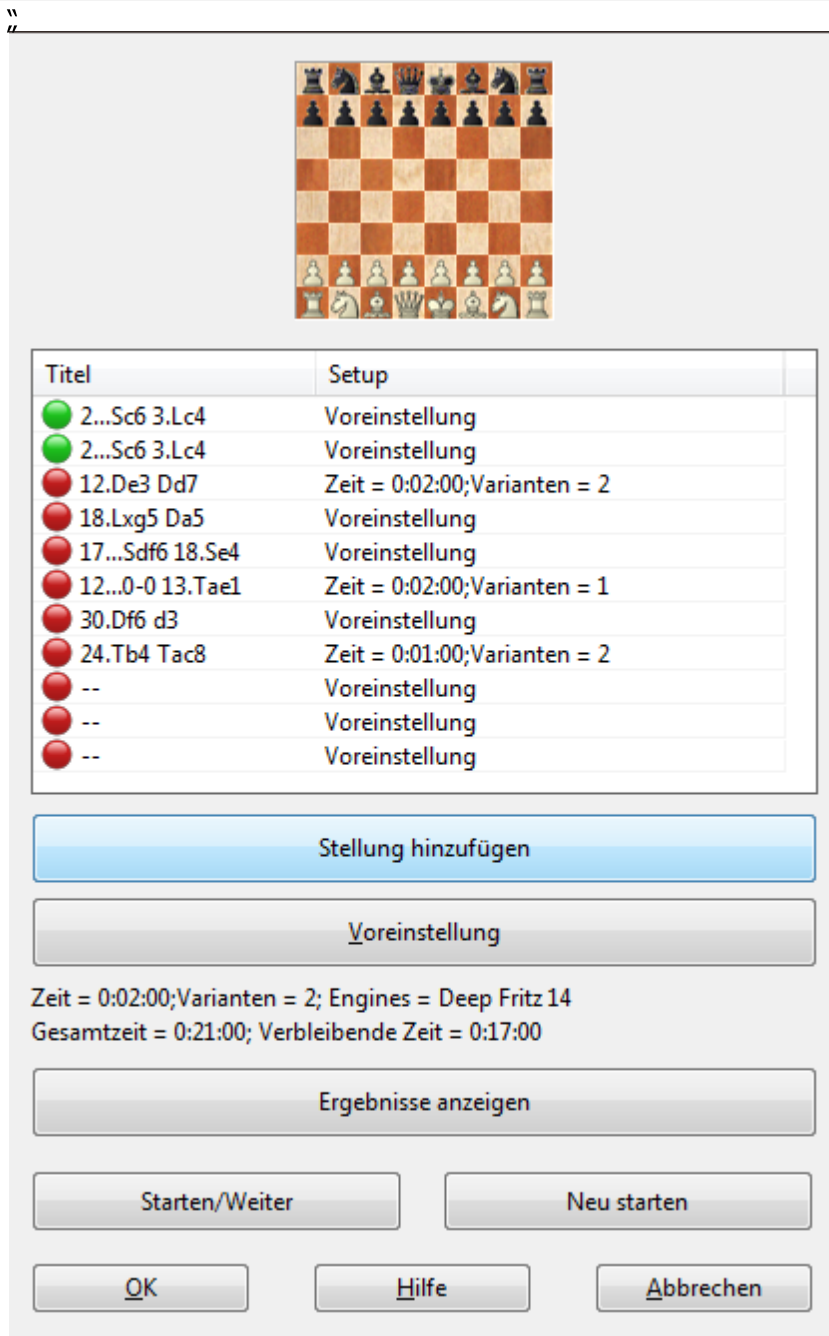 Titel Setup
2...Sc6 3.Lc4 Voreinstellung
2...Sc6 3.Lc4 Voreinstellung
12.De3 Dd7 Zeit = 0:02:00;Varianten = 2
18.Lxg5 Da5 Voreinstellung
17...Sdf6 18.Se4 Voreinstellung
12...0-0 13.Tae1 Zeit = 0:02:00;Varianten = 1
30.Df6 d3 Voreinstellung
24.Tb4 Tac8 Zeit = 0:01:00;Varianten = 2
-- Voreinstellung
-- Voreinstellung
-- Voreinstellung
Stellung hinzufügen
Voreinstellung
Zeit = 0:02:00;Varianten = 2; Engines = Deep Fritz 14
Gesamtzeit = 0:21:00; Verbleibende Zeit = 0:17:00
Ergebnisse anzeigen
Starten/Weiter Neu starten
OK Hilfe Abbrechen